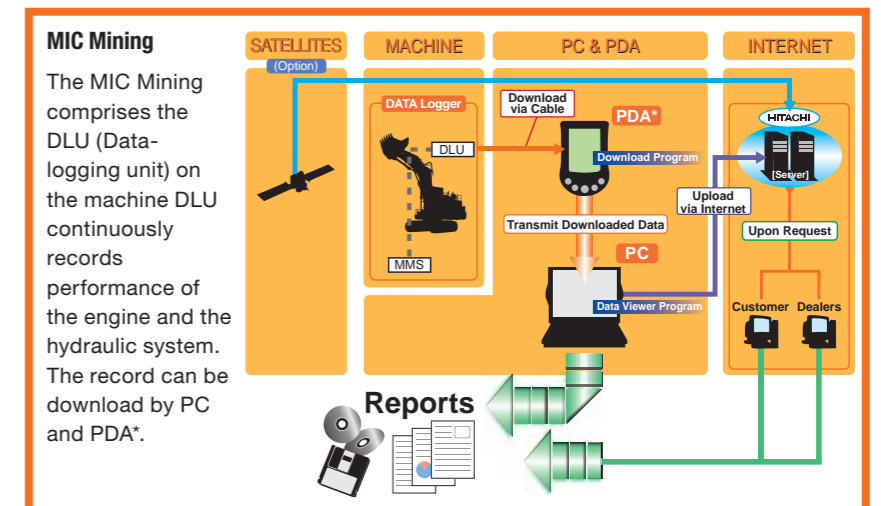 MIC Mining
The MIC Mining
comprises the
DLU (Data-
logging unit) on
the machine DLU
continuously
records
performance of
the engine and the
hydraulic system.
The record can be
download by PC
and PDA*.
SATELLITES
(Option)
MACHINE
PC & PDA
INTERNET
DATA Logger
DLU
MMS
Download
via Cable
PDA*
Download Program
Transmit Downloaded Data
PC
Data Viewer Program
Upload
via Internet
HITACHI
[Server]
Upon Request
Customer
Dealers
Reports